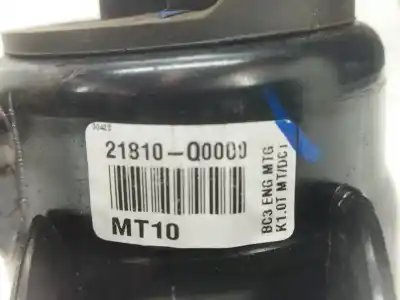 21810-Q0000
MT10
BC3 ENG MTG
K1.0T MT/DCT